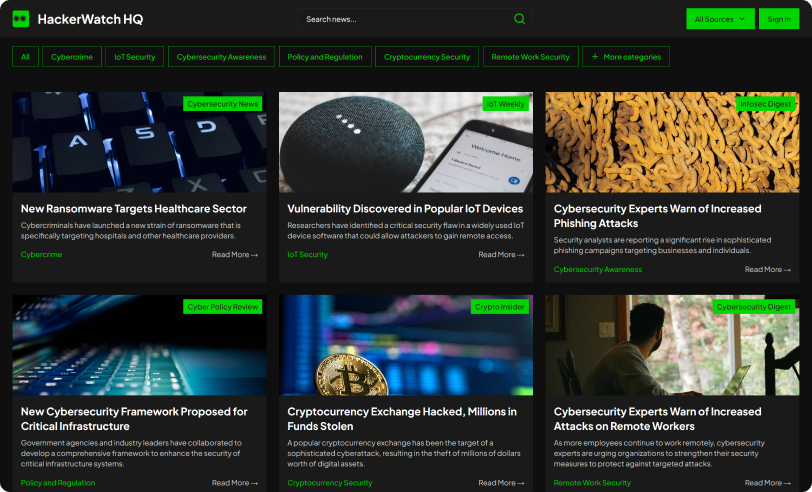 HackerWatch HQ
Search news...
All Sources
Sign In
All
Cybercrime
IoT Security
Cybersecurity Awareness
Policy and Regulation
Cryptocurrency Security
Remote Work Security
+ More categories
Cybersecurity News
A S D
X
New Ransomware Targets Healthcare Sector
Cybercriminals have launched a new strain of ransomware that is
specifically targeting hospitals and other healthcare providers.
Cybercrime
Read More →
IoT Weekly
Welcome Home
Vulnerability Discovered in Popular IoT Devices
Researchers have identified a critical security flaw in a widely used IoT
device software that could allow attackers to gain remote access.
IoT Security
Read More →
Infosec Digest
Cybersecurity Experts Warn of Increased
Phishing Attacks
Security analysts are reporting a significant rise in sophisticated
phishing campaigns targeting businesses and individuals.
Cybersecurity Awareness
Read More →
Cyber Policy Review
New Cybersecurity Framework Proposed for
Critical Infrastructure
Government agencies and industry leaders have collaborated to
develop a comprehensive framework to enhance the security of
critical infrastructure systems.
Policy and Regulation
Read More →
Crypto Insider
Cryptocurrency Exchange Hacked, Millions in
Funds Stolen
A popular cryptocurrency exchange has been the target of a
sophisticated cyberattack, resulting in the theft of millions of dollars
worth of digital assets.
Cryptocurrency Security
Read More →
Cybersecurity Digest
Cybersecurity Experts Warn of Increased
Attacks on Remote Workers
As more employees continue to work remotely, cybersecurity
experts are urging organizations to strengthen their security
measures to protect against targeted attacks.
Remote Work Security
Read More →